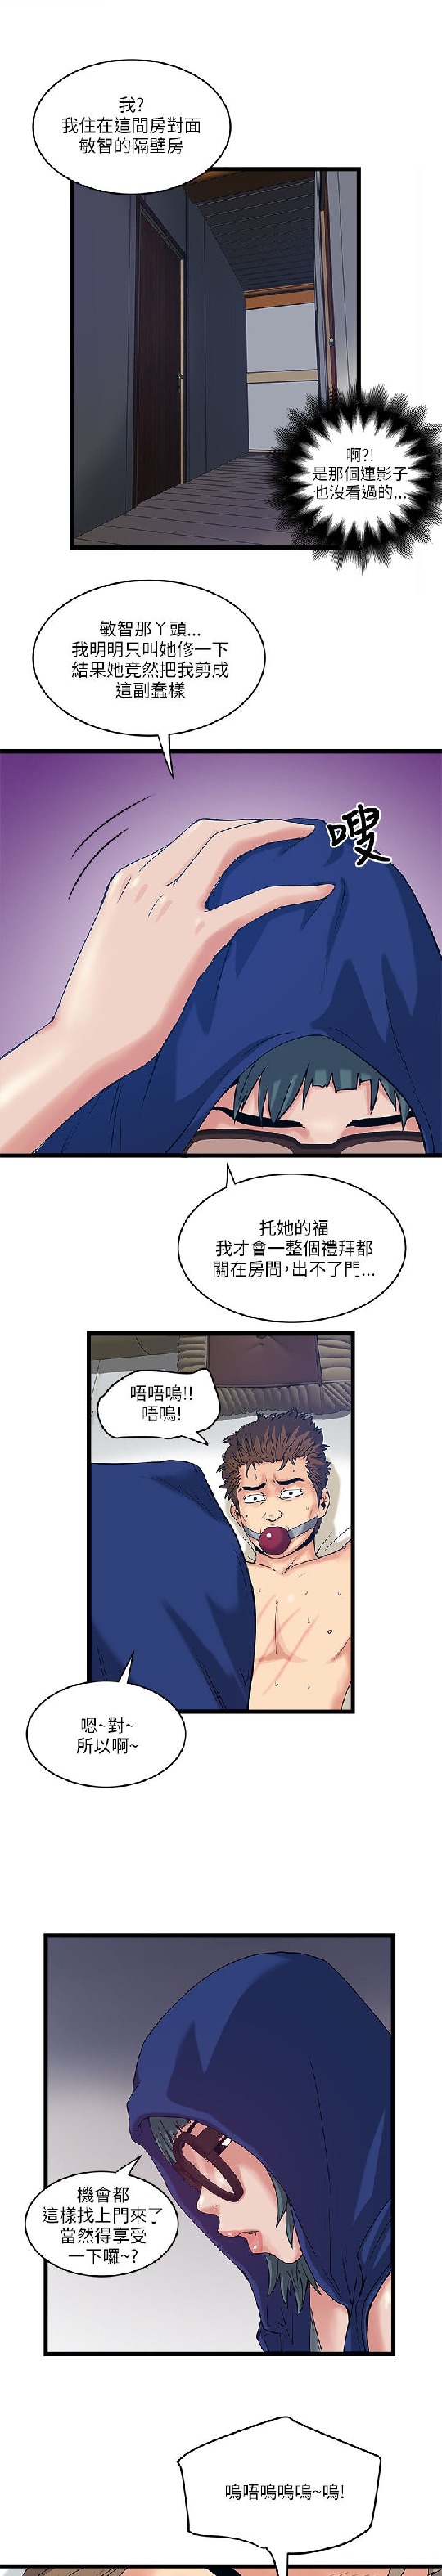 我?
我住在這間房對面
敏智的隔壁房
啊?!
是那個連影子
也沒看過的...
敏智那丫頭...
我明明只叫她修一下
結果她竟然把我剪成
這副蠢樣
嗖
托她的福
我才會一整個禮拜都
關在房間,出不了門...
唔唔嗚!!
唔嗚!
嗯~對~
所以啊~
機會都
這樣找上門來了
當然得享受
一下囉~?
嗚唔嗚嗚嗚~嗚!